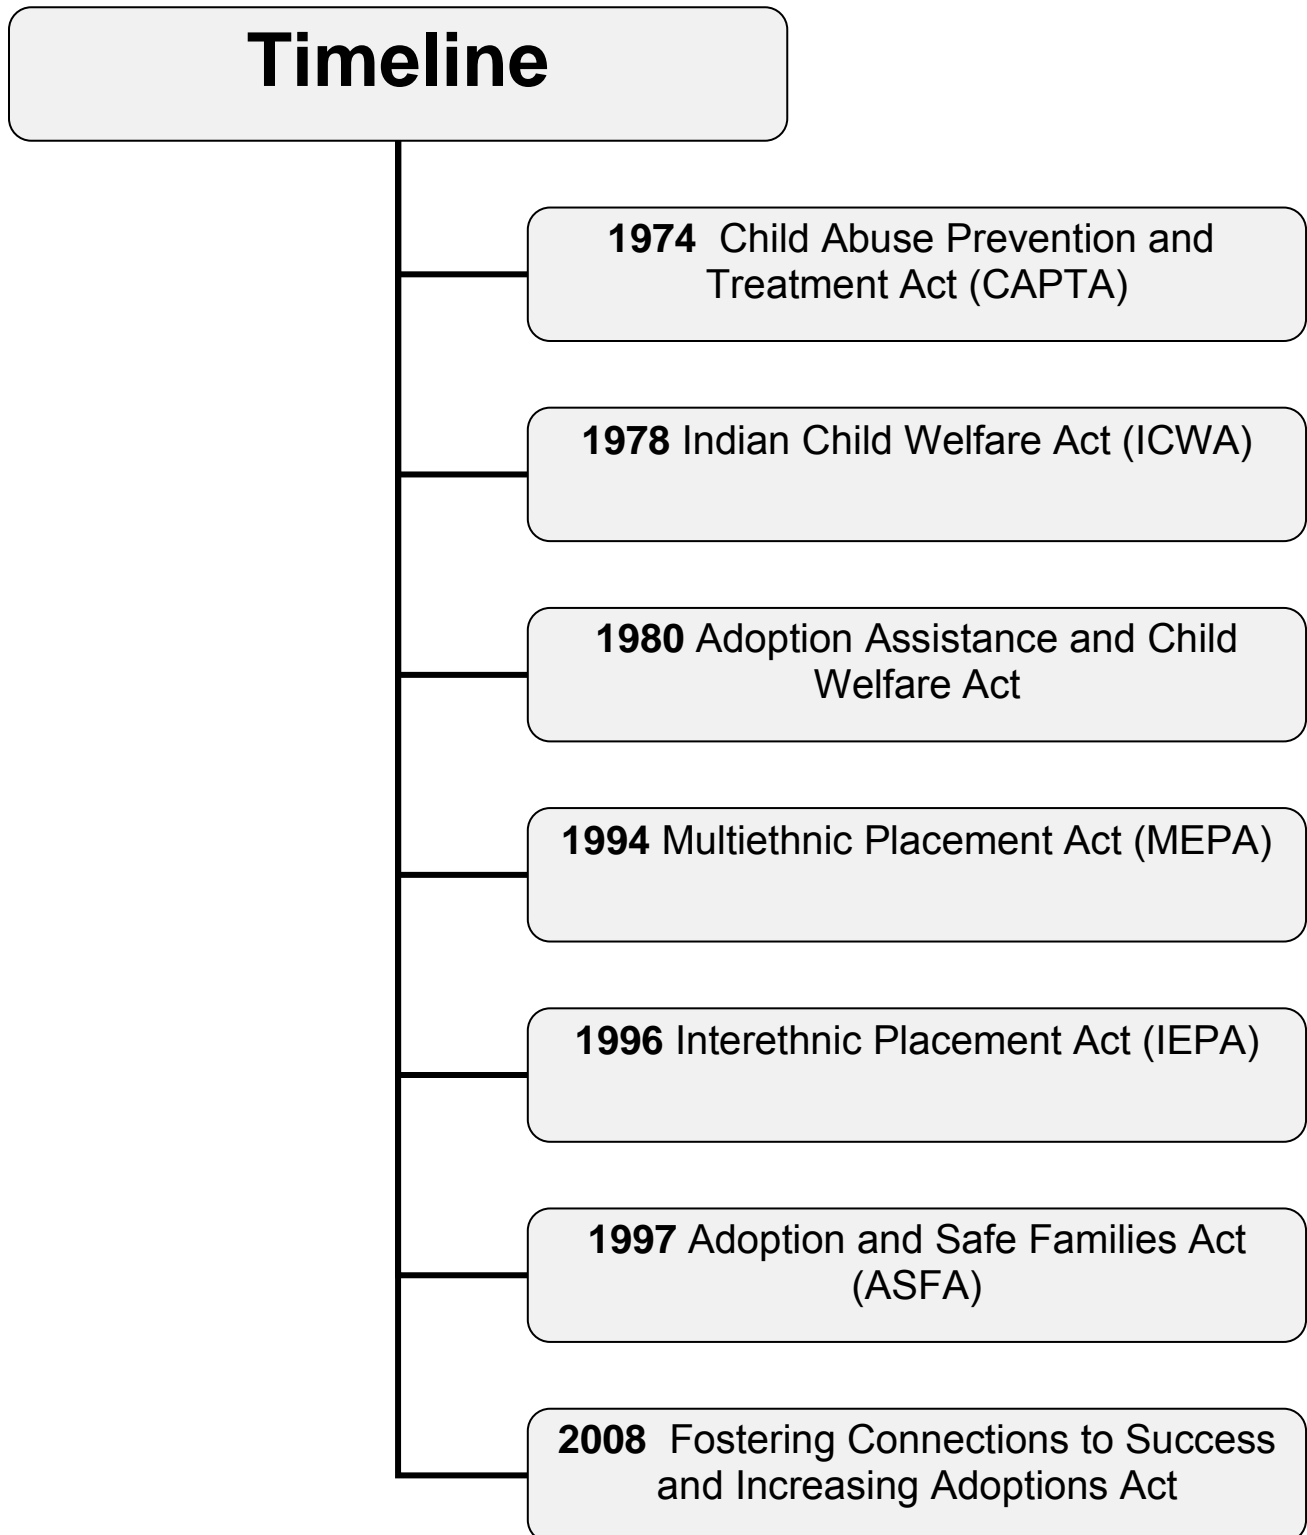 Timeline
1974  Child Abuse Prevention and
Treatment Act (CAPTA)
1978 Indian Child Welfare Act (ICWA)
1980 Adoption Assistance and Child
Welfare Act
1994 Multiethnic Placement Act (MEPA)
1996 Interethnic Placement Act (IEPA)
1997 Adoption and Safe Families Act
(ASFA)
2008  Fostering Connections to Success
and Increasing Adoptions Act